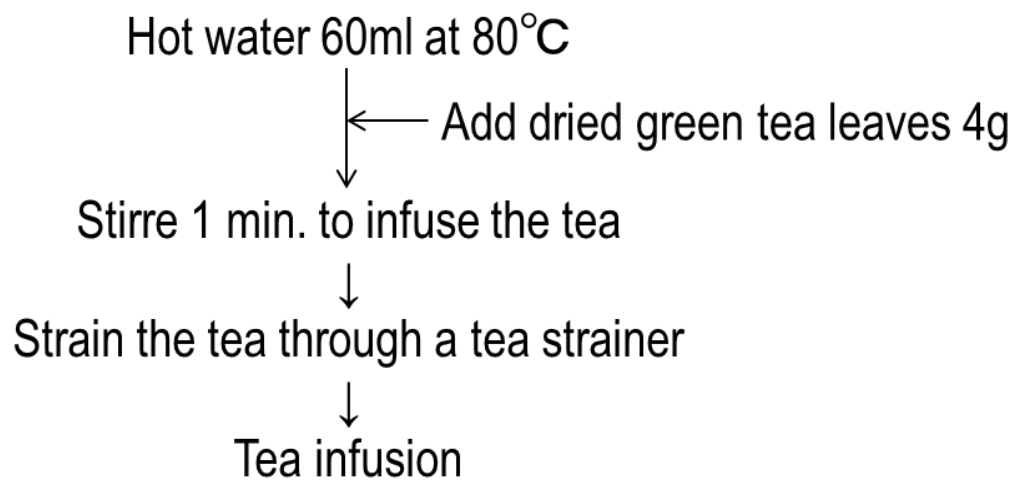 Hot water 60ml at 80℃
Add dried green tea leaves 4g
Stirre 1 min. to infuse the tea
Strain the tea through a tea strainer
Tea infusion